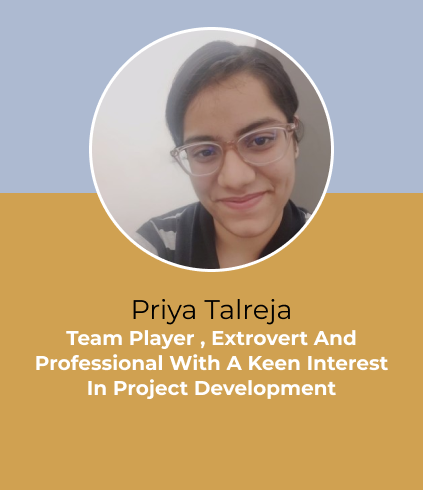 Priya Talreja
Team Player , Extrovert And
Professional With A Keen Interest
In Project Development